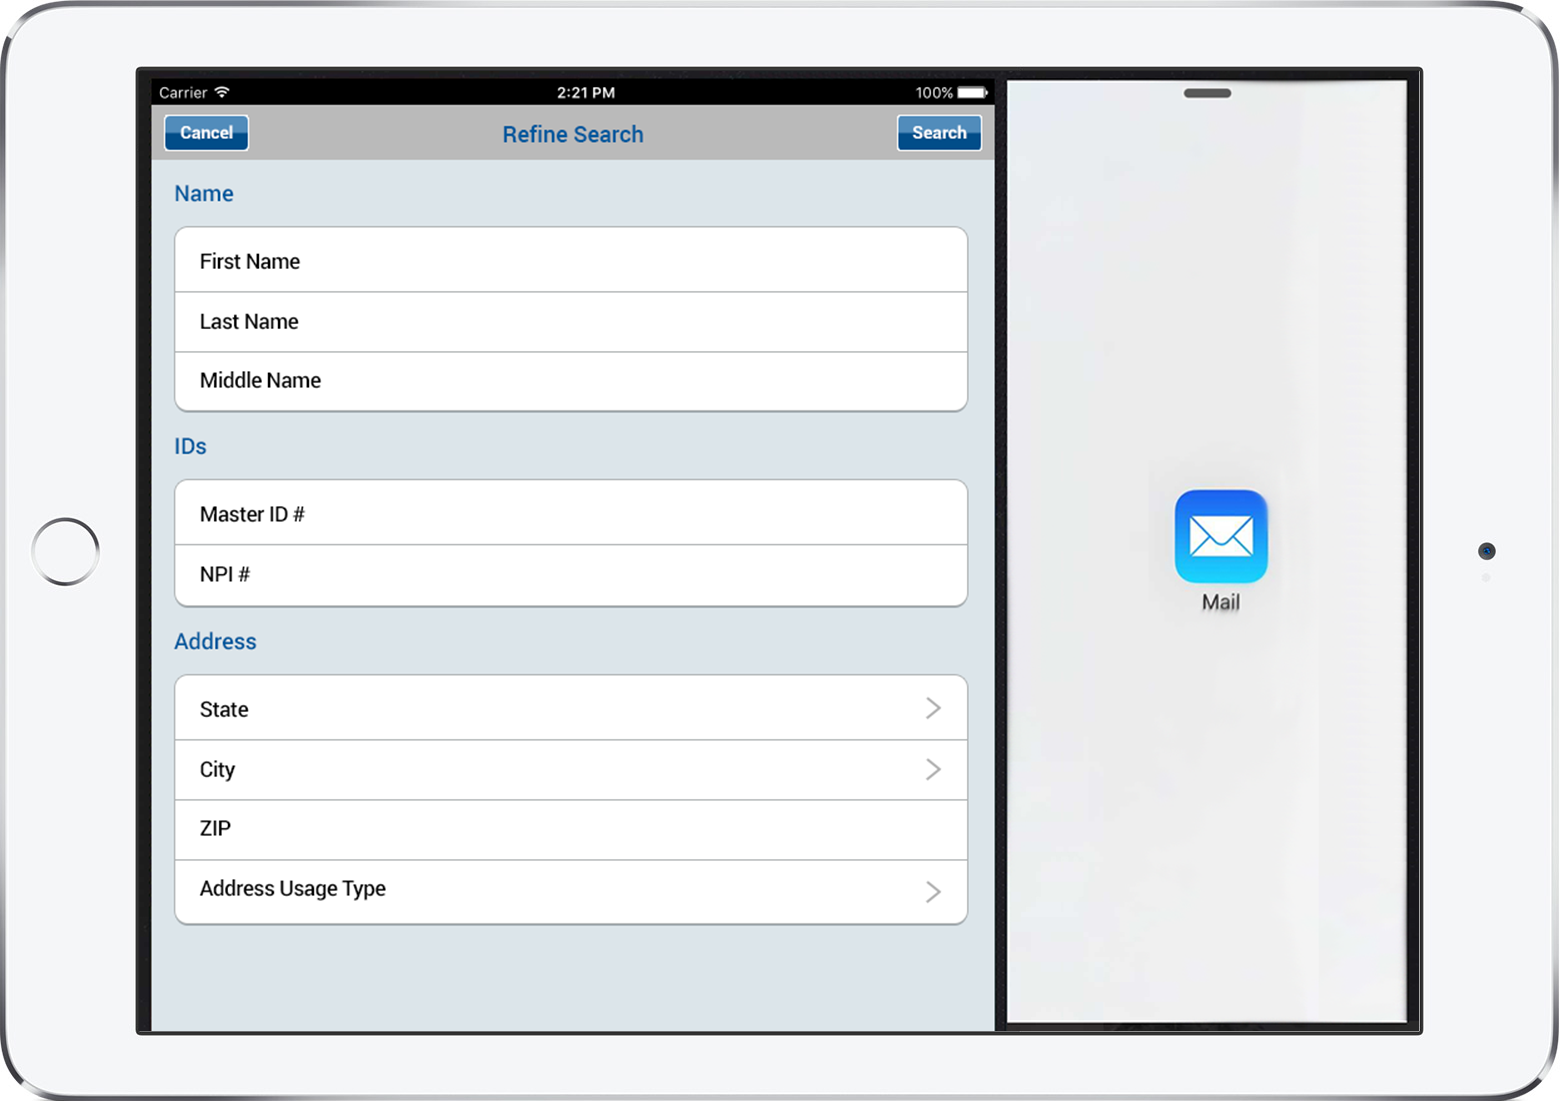 Carrier 2:21 PM 100%
Cancel Refine Search Search
Name
First Name
Last Name
Middle Name
IDs
Master ID #
NPI #
Address
State
City
ZIP
Address Usage Type
Mail